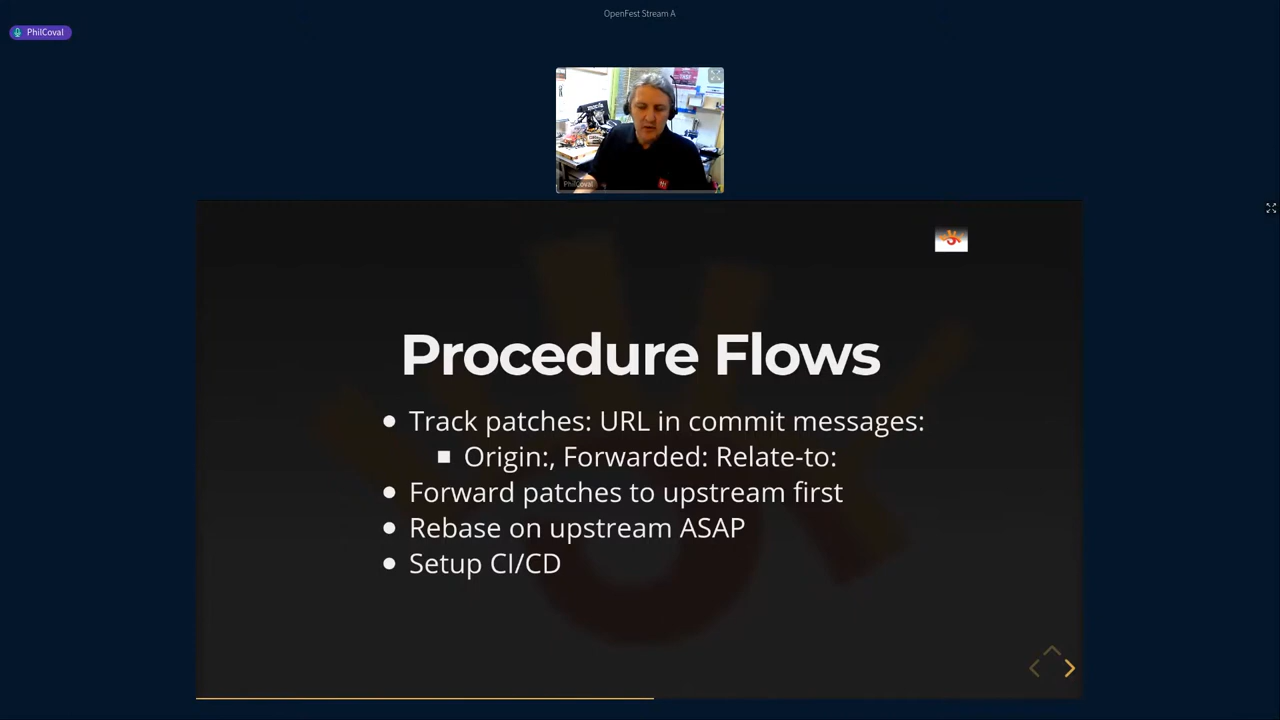 OpenFest Stream A
PhilCoval
PhilCoval
Procedure Flows
Track patches: URL in commit messages:
Origin:, Forwarded: Relate-to:
Forward patches to upstream first
Rebase on upstream ASAP
Setup CI/CD